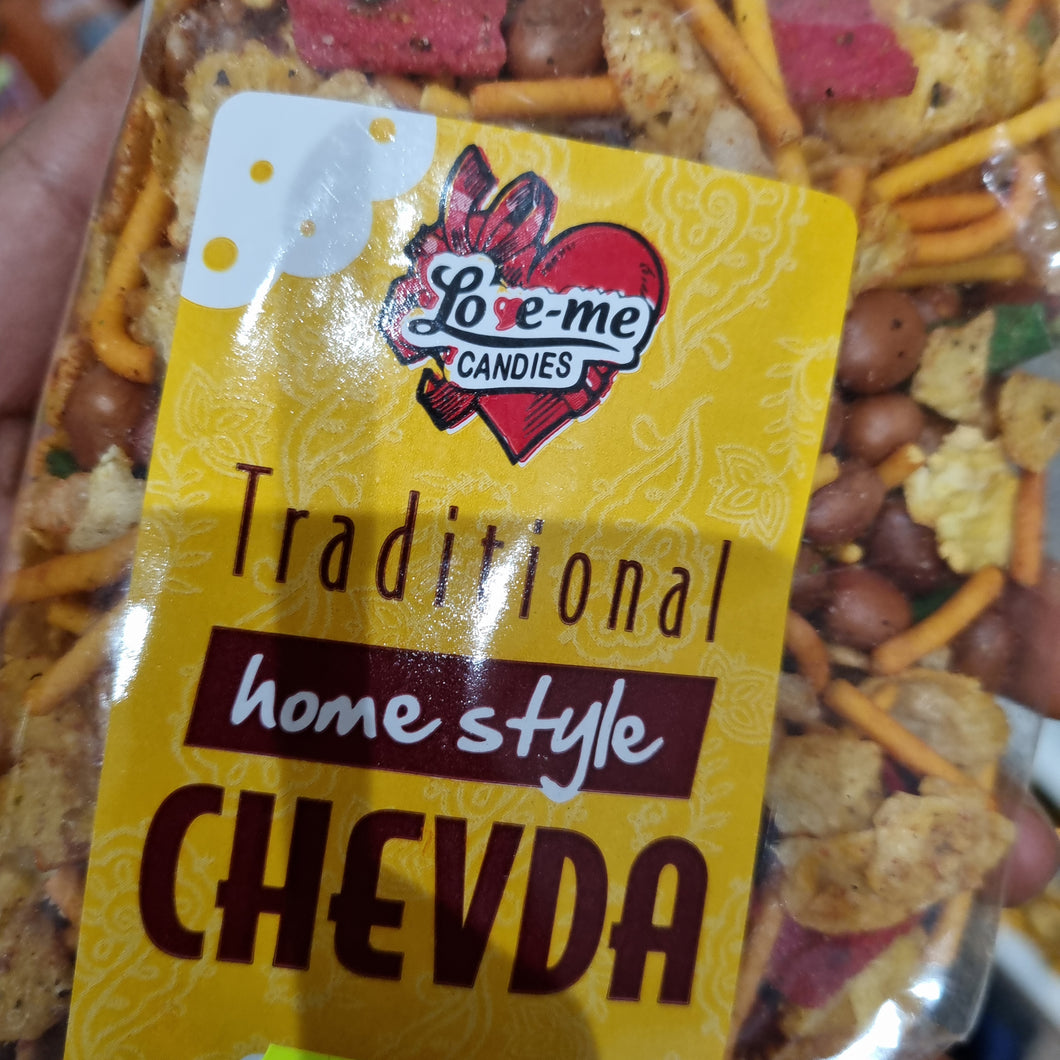 Love-me
CANDIES
Traditional
home style
CHEVDA